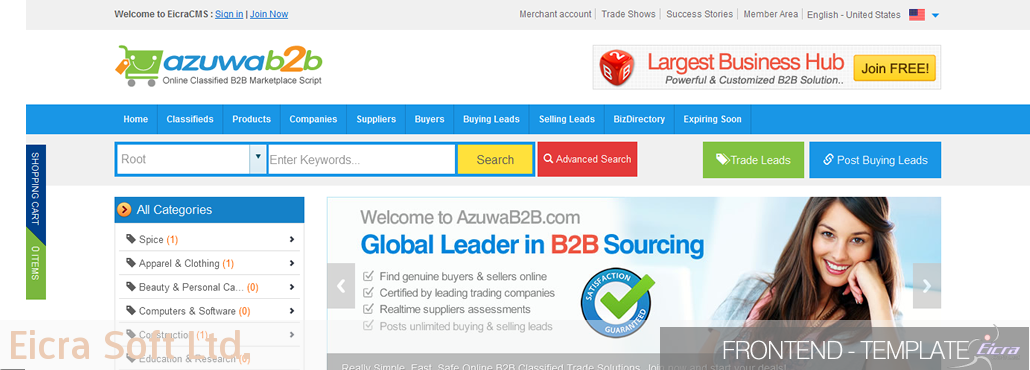 Welcome to EicraCMS : Sign in | Join Now
Merchant account | Trade Shows | Success Stories | Member Area | English - United States
azuwab2b
Online Classified B2B Marketplace Script
B2B
Largest Business Hub
Powerful & Customized B2B Solution..
Join FREE!
Home Classifieds Products Companies Suppliers Buyers Buying Leads Selling Leads BizDirectory Expiring Soon
SHOPPING CART
0 ITEMS
Root
Enter Keywords...
Search
Advanced Search
Trade Leads
Post Buying Leads
All Categories
Spice (1)
Apparel & Clothing (1)
Beauty & Personal Ca... (0)
Computers & Software (0)
Construction (1)
Education & Research (0)
Welcome to AzuwaB2B.com
Global Leader in B2B Sourcing
Find genuine buyers & sellers online
Certified by leading trading companies
Realtime suppliers assessments
Posts unlimited buying & selling leads
SATISFACTION
GUARANTEED
Really Simple, Fast, Safe Online B2B Classified Trade Solutions. Join now and start your deals!
Eicra Soft Ltd.
FRONTEND - TEMPLATE
Eicra